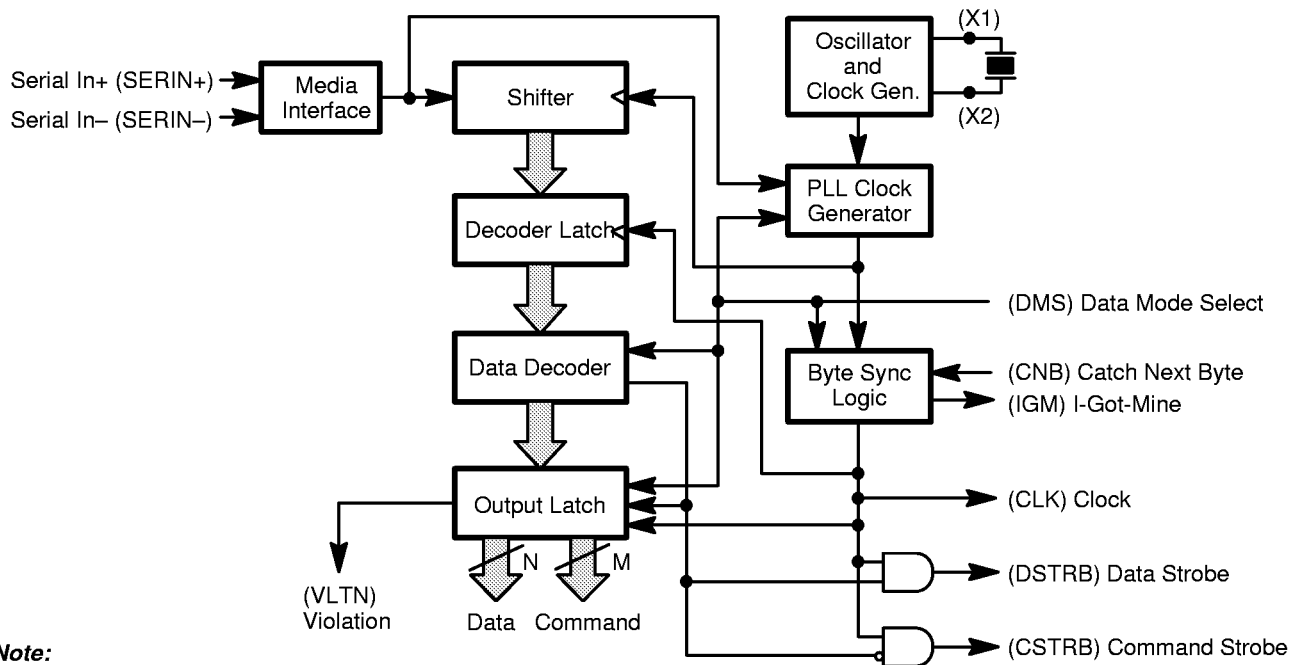 (X1)
Oscillator
and
Clock Gen.
(X2)
Serial In+ (SERIN+)
Serial In– (SERIN–)
Media
Interface
Shifter
PLL Clock
Generator
Decoder Latch
(DMS) Data Mode Select
Data Decoder
Byte Sync
Logic
(CNB) Catch Next Byte
(IGM) I-Got-Mine
Output Latch
(CLK) Clock
N
M
(VLTN)
Violation
Data
Command
(DSTRB) Data Strobe
(CSTRB) Command Strobe
Note: